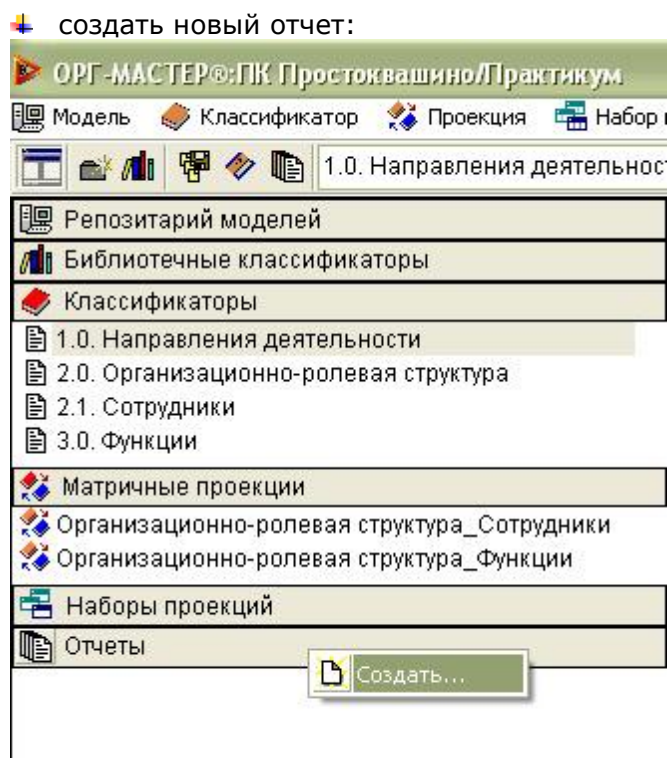 создать новый отчет:
ОРГ-МАСТЕР®:ПК Простоквашино/Практикум
Модель Классификатор Проекция Набор
1.0. Направления деятельнос
Репозитарий моделей
Библиотечные классификаторы
Классификаторы
1.0. Направления деятельности
2.0. Организационно-ролевая структура
2.1. Сотрудники
3.0. Функции
Матричные проекции
Организационно-ролевая структура_Сотрудники
Организационно-ролевая структура_Функции
Наборы проекций
Отчеты
Создать...